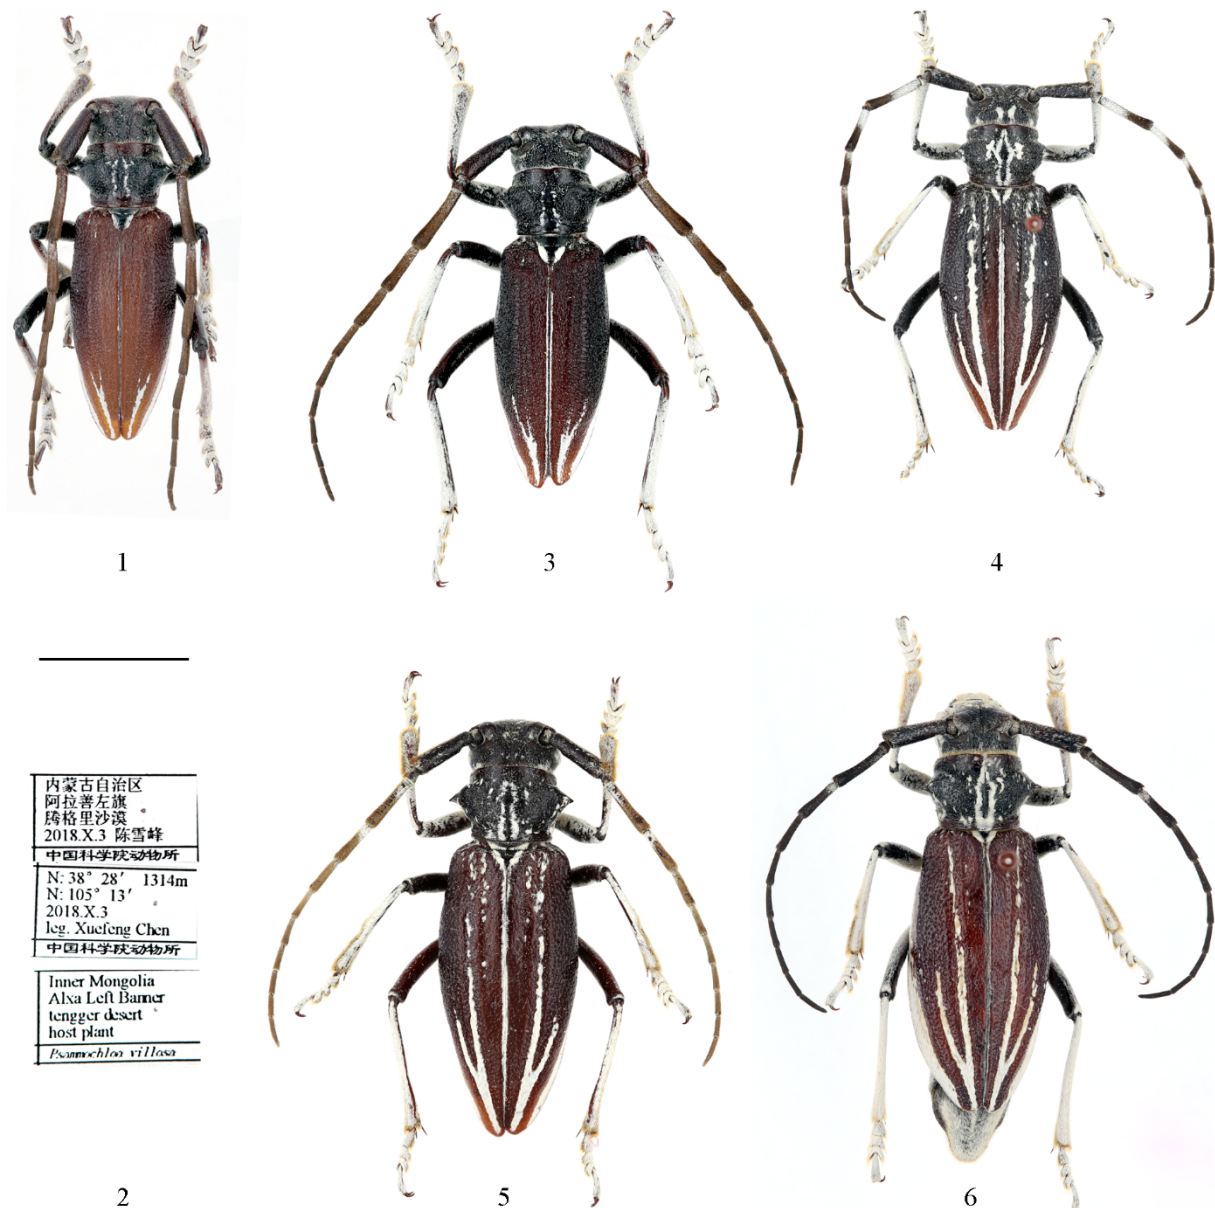 1
3
4
内蒙古自治区
阿拉善左旗
腾格里沙漠
2018.X.3 陈雪峰
中国科学院动物所
N: 38° 28′ 1314m
N: 105° 13′
2018.X.3
leg. Xuefeng Chen
中国科学院动物所
Inner Mongolia
Alxa Left Banner
tengger desert
host plant
Psammochloa villosa
2
5
6